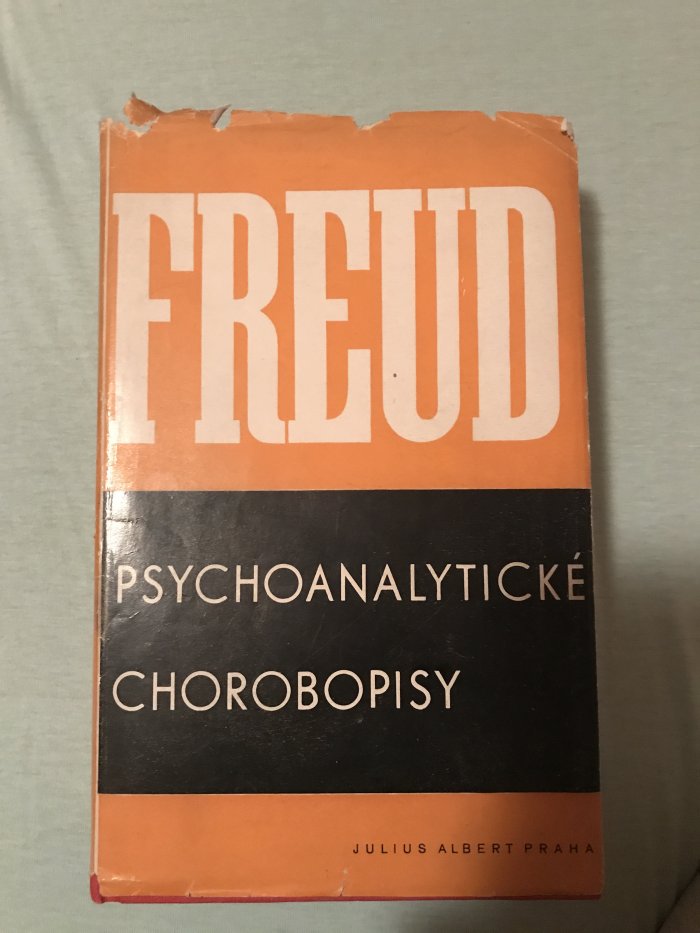 FREUD
PSYCHOANALYTICKÉ
CHOROBOPISY
JULIUS ALBERT PRAHA